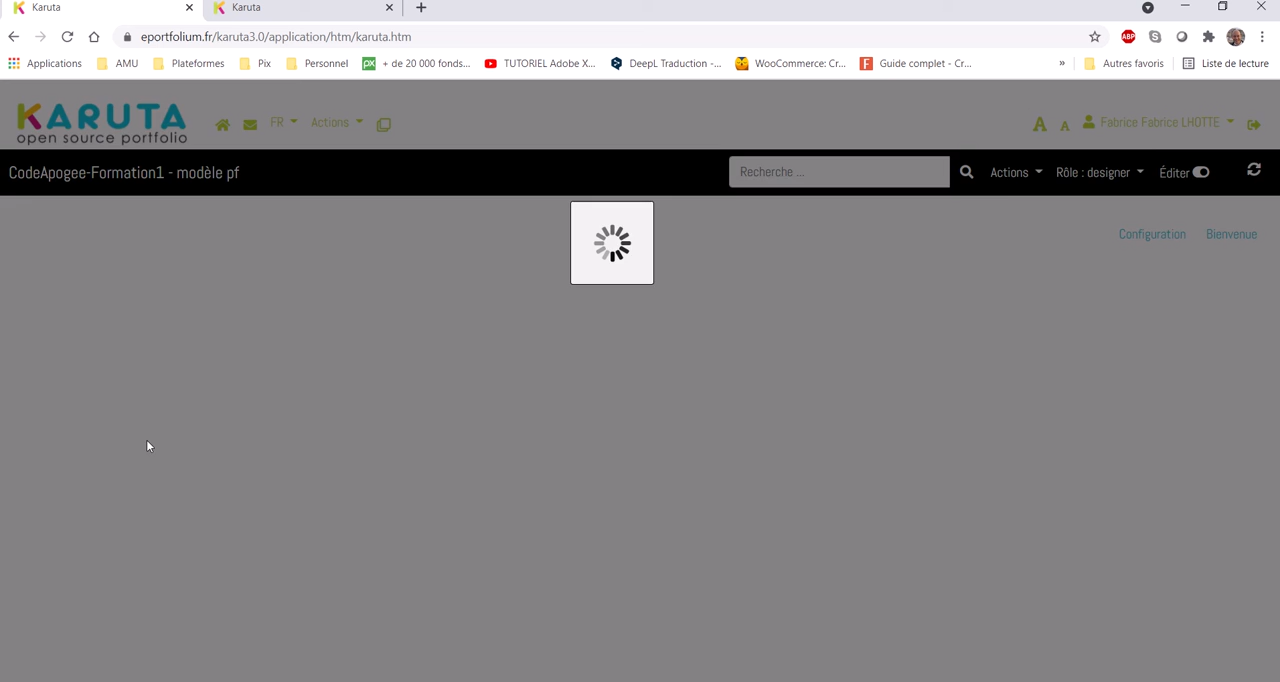 Karuta
Karuta
eportfolium.fr/karuta3.0/application/htm/karuta.htm
ABP
Applications AMU Plateformes Pix Personnel + de 20 000 fonds... TUTORIEL Adobe X... DeepL Traduction -... WooCommerce: Cr... Guide complet - Cr... » Autres favoris Liste de lecture
KARUTA
open source portfolio
FR Actions A A Fabrice Fabrice LHOTTE
CodeApogee-Formation1 - modèle pf Recherche ... Actions Rôle : designer Éditer
Configuration Bienvenue